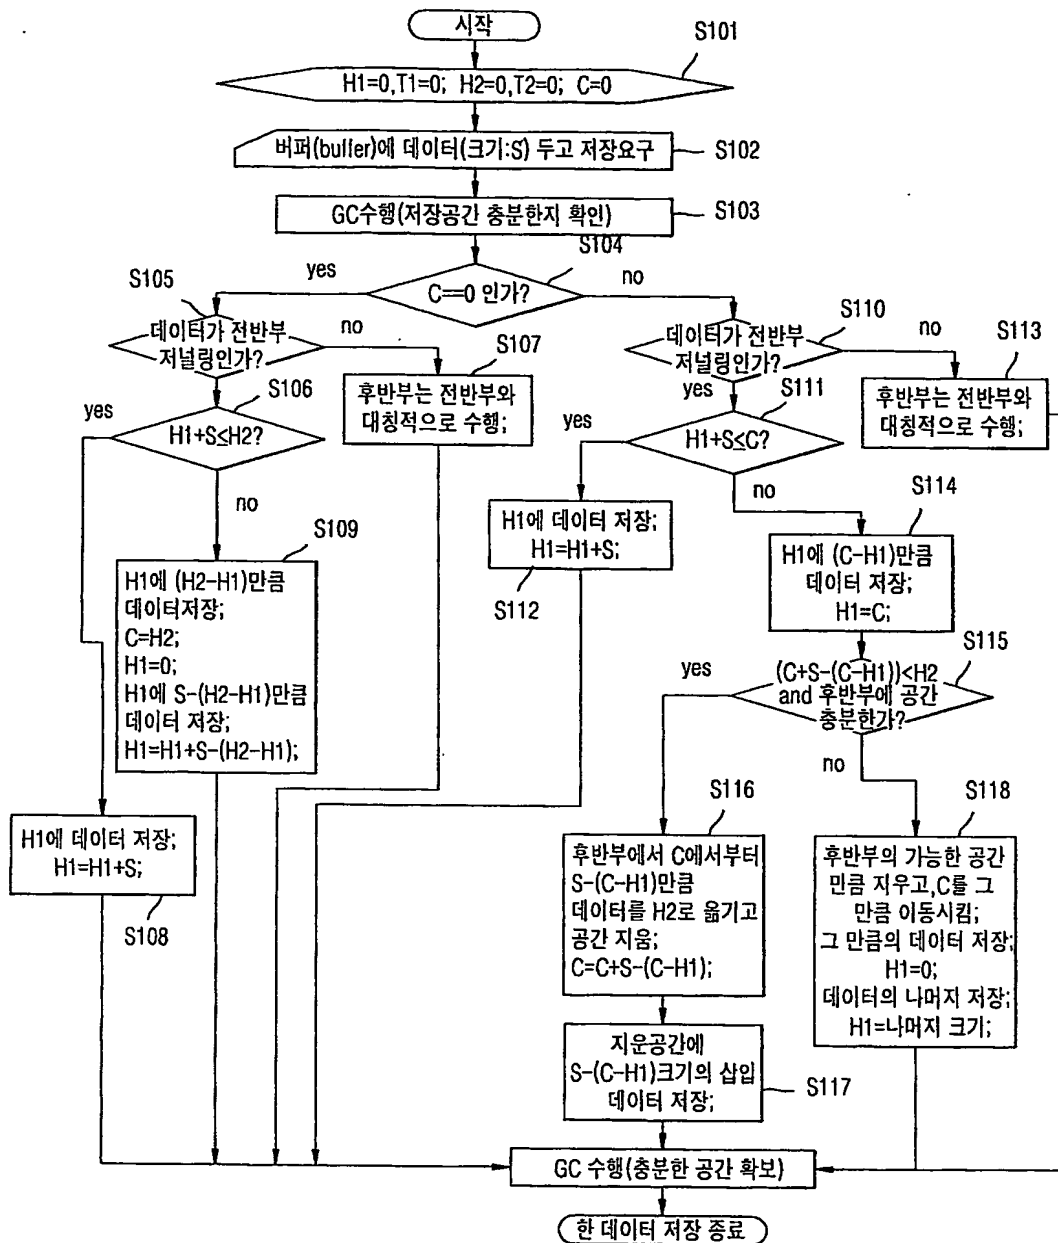 시작
S101
H1=0,T1=0; H2=0,T2=0; C=0
버퍼(buffer)에 데이터(크기:S) 두고 저장요구
S102
GC수행(저장공간 충분한지 확인)
S103
S104
yes
C==0 인가?
no
S105
데이터가 전반부
저널링인가?
no
S107
후반부는 전반부와
대칭적으로 수행;
S110
데이터가 전반부
저널링인가?
no
S113
후반부는 전반부와
대칭적으로 수행;
yes
S106
yes
H1+S≤H2?
no
S111
yes
H1+S≤C?
no
H1에 데이터 저장;
H1=H1+S;
S112
S114
H1에 (C-H1)만큼
데이터 저장;
H1=C;
S109
H1에 (H2-H1)만큼
데이터저장;
C=H2;
H1=0;
H1에 S-(H2-H1)만큼
데이터 저장;
H1=H1+S-(H2-H1);
S115
yes
(C+S-(C-H1))<H2
and 후반부에 공간
충분한가?
no
H1에 데이터 저장;
H1=H1+S;
S108
S116
후반부에서 C에서부터
S-(C-H1)만큼
데이터를 H2로 옮기고
공간 지움;
C=C+S-(C-H1);
S118
후반부의 가능한 공간
만큼 지우고,C를 그
만큼 이동시킴;
그 만큼의 데이터 저장;
H1=0;
데이터의 나머지 저장;
H1=나머지 크기;
지운공간에
S-(C-H1)크기의 삽입
데이터 저장;
S117
GC 수행(충분한 공간 확보)
한 데이터 저장 종료